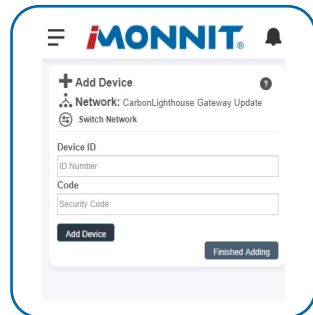 iMONNIT®
Add Device
?
Network: CarbonLighthouse Gateway Update
Switch Network
Device ID
ID Number
Code
Security Code
Add Device
Finished Adding